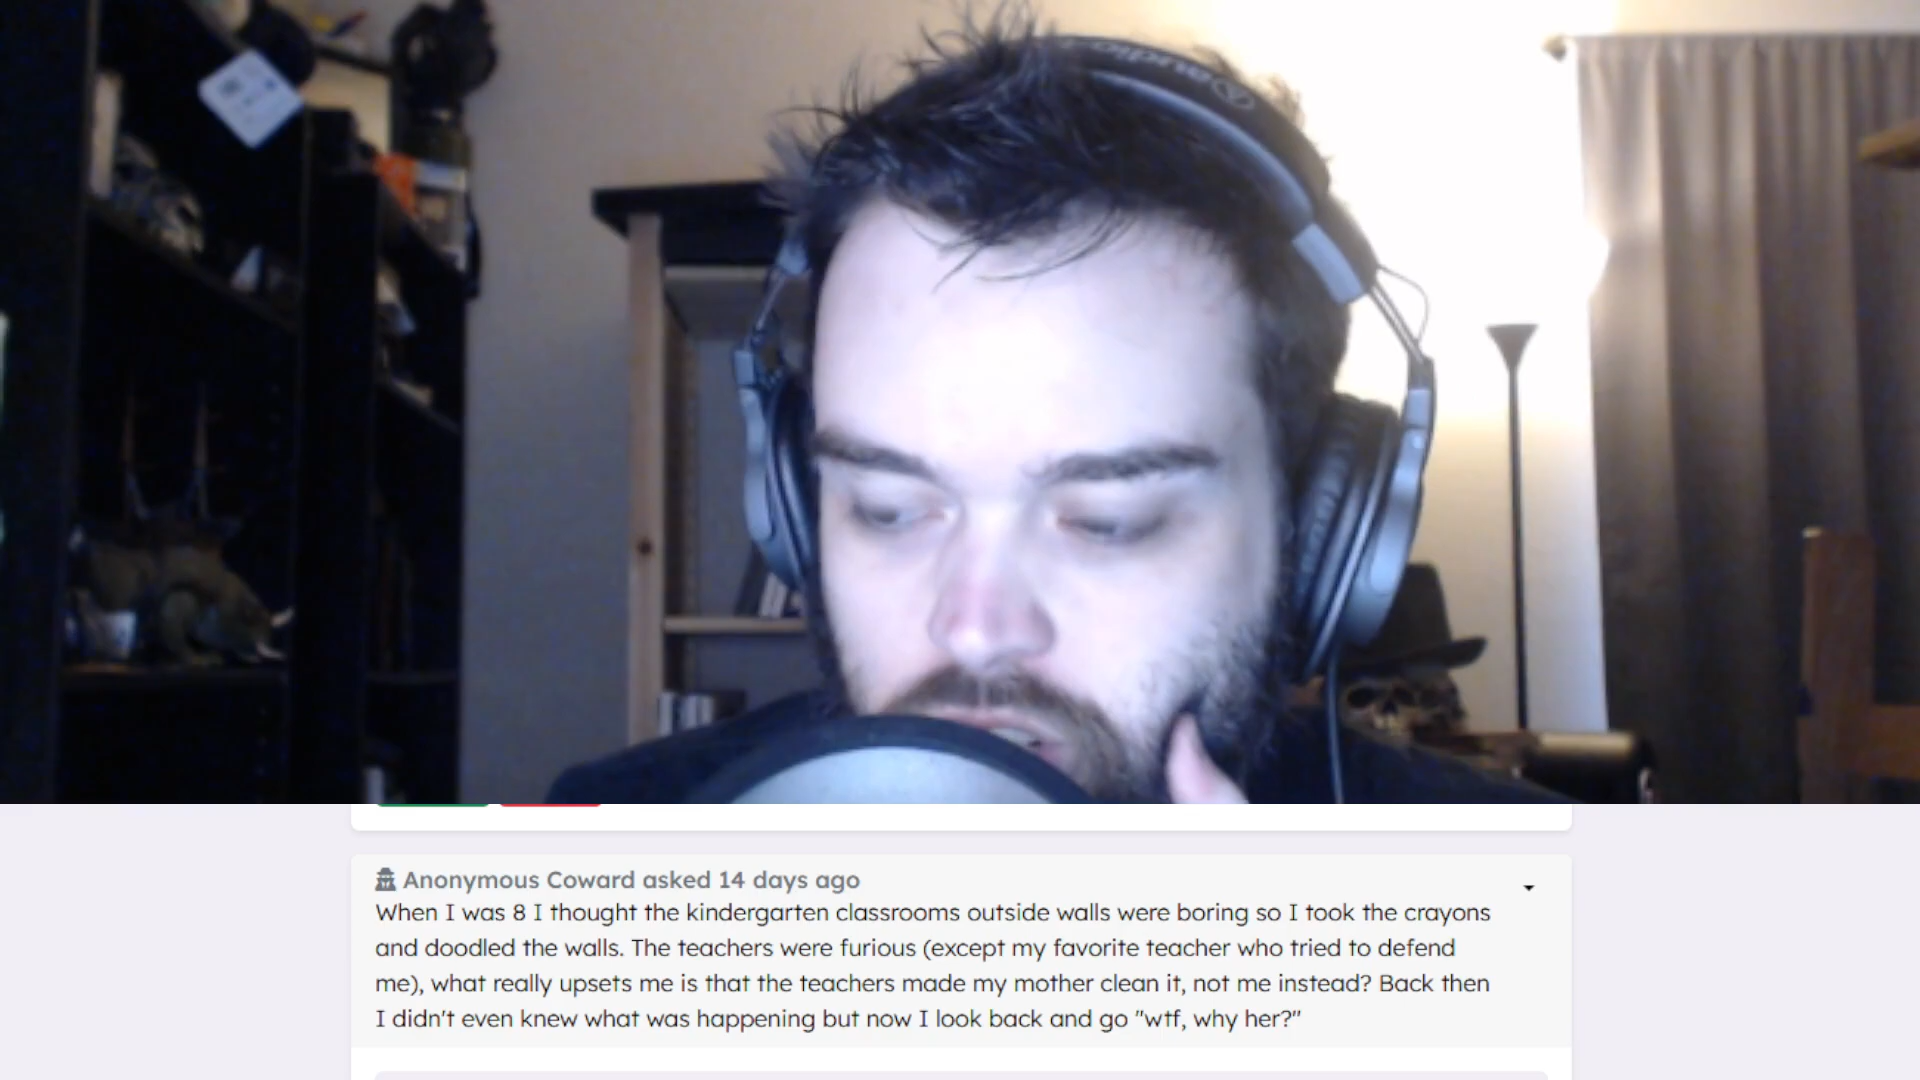 audio-t
Anonymous Coward asked 14 days ago
When I was 8 I thought the kindergarten classrooms outside walls were boring so I took the crayons
and doodled the walls. The teachers were furious (except my favorite teacher who tried to defend
me), what really upsets me is that the teachers made my mother clean it, not me instead? Back then
I didn't even knew what was happening but now I look back and go "wtf, why her?"